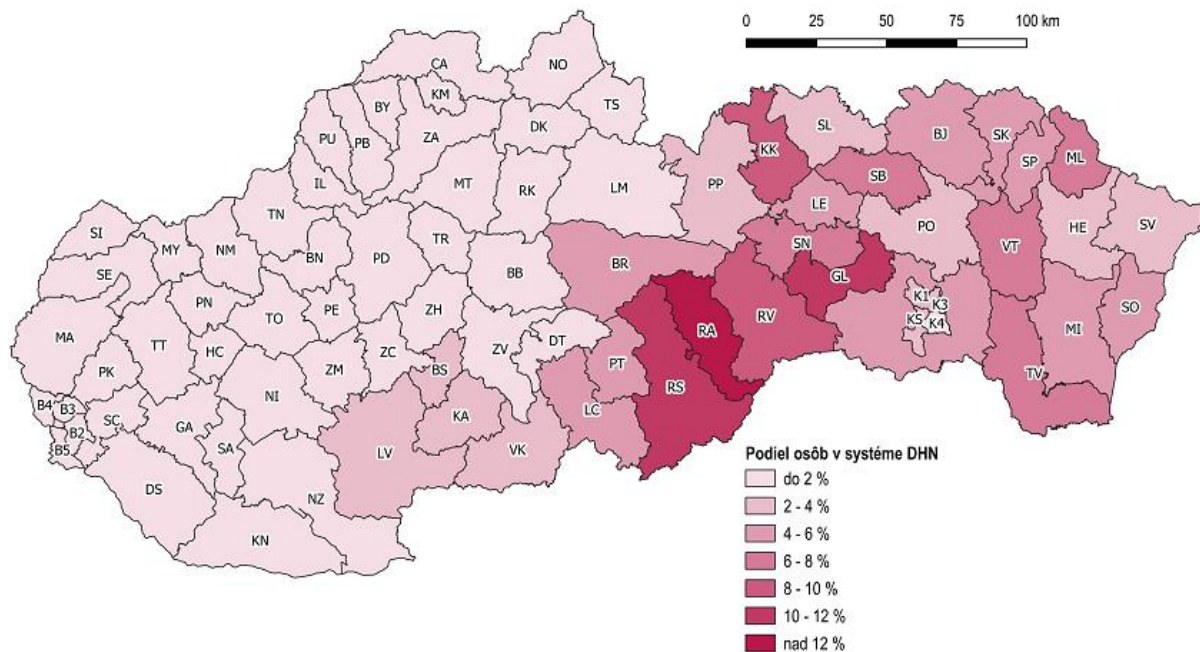 0 25 50 75 100 km
CA
NO
KM
BY
TS
PU
PB
ZA
DK
SL
BJ
SK
KK
SP
ML
IL
MT
RK
LM
PP
SB
LE
TN
SI
MY
NM
TR
PO
HE
SV
SE
BN
PD
BB
BR
SN
VT
GL
PN
PE
ZH
K1
K3
MA
TO
RV
K5
K4
SO
TT
HC
ZC
ZV
DT
RA
MI
PK
ZM
BS
PT
TV
RS
NI
B4
B3
LC
SC
KA
B2
GA
B5
SA
LV
VK
DS
NZ
KN
Podiel osôb v systéme DHN
do 2 %
2 - 4 %
4 - 6 %
6 - 8 %
8 - 10 %
10 - 12 %
nad 12 %